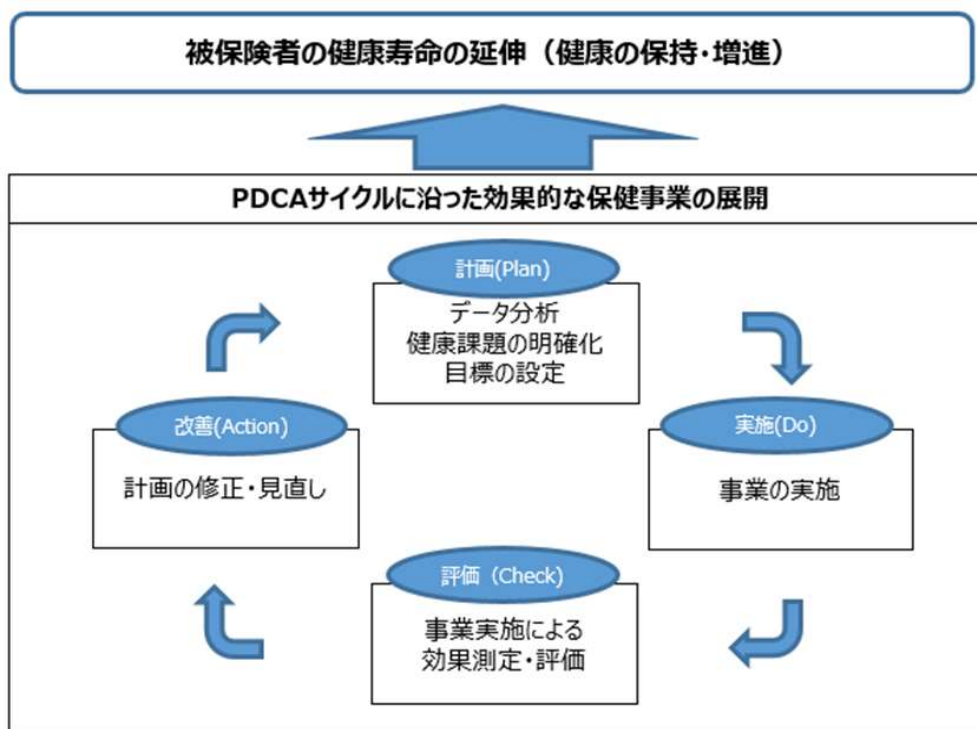 被保険者の健康寿命の延伸（健康の保持・増進）
PDCAサイクルに沿った効果的な保健事業の展開
計画(Plan)
データ分析
健康課題の明確化
目標の設定
改善(Action)
計画の修正・見直し
実施(Do)
事業の実施
評価（Check)
事業実施による
効果測定・評価